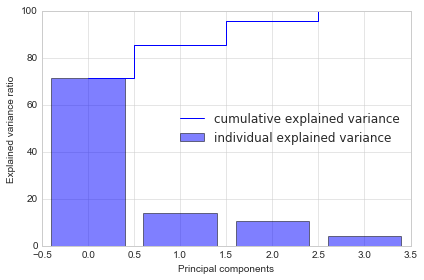 100
80
60
40
20
0
Explained variance ratio
cumulative explained variance
individual explained variance
−0.5 0.0 0.5 1.0 1.5 2.0 2.5 3.0 3.5
Principal components